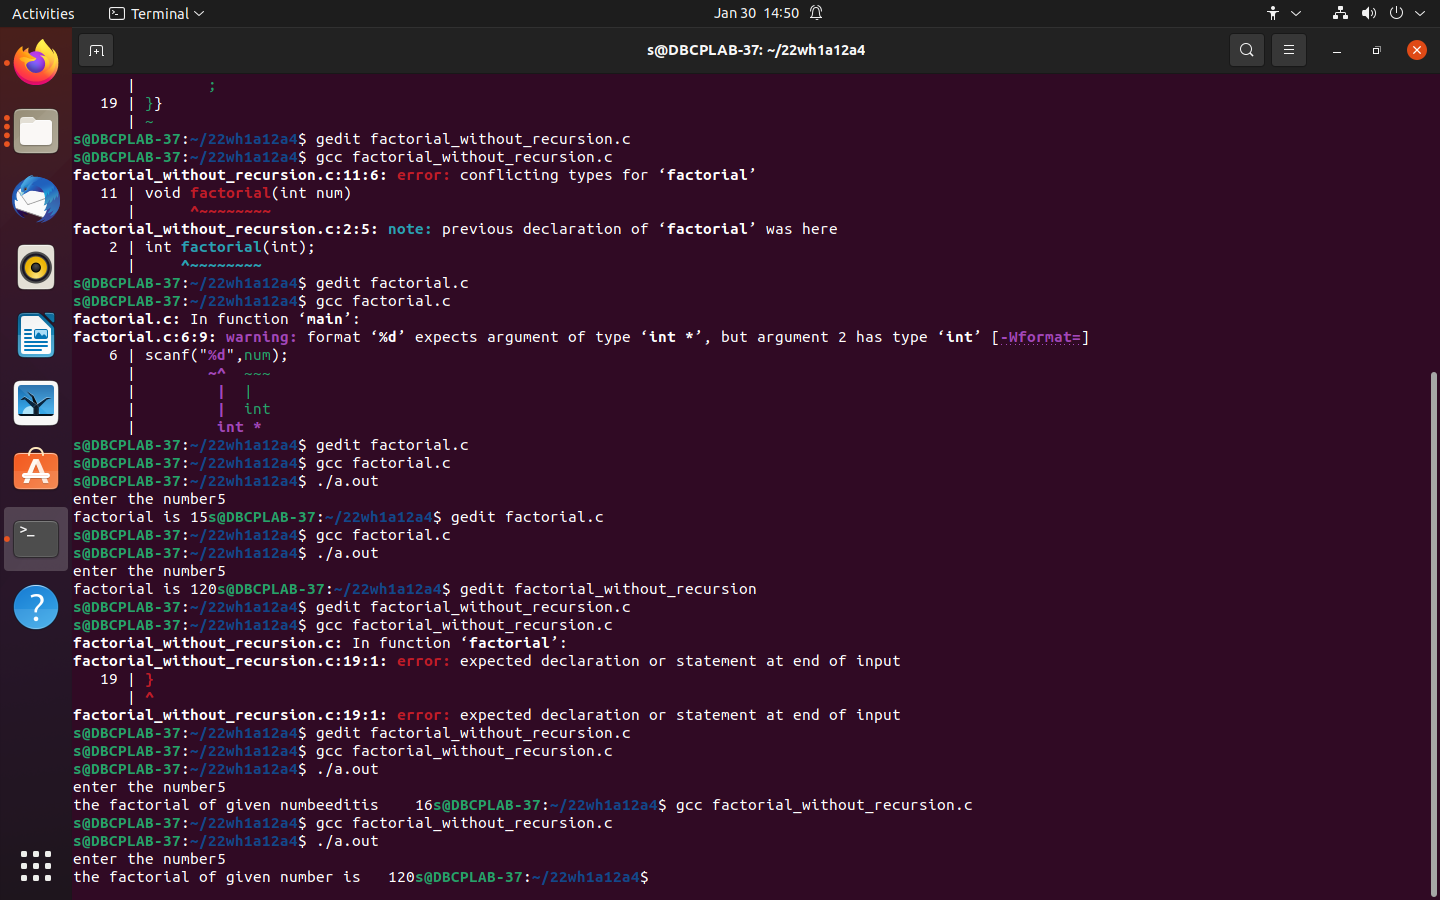 Activities Terminal Jan 30 14:50
s@DBCPLAB-37: ~/22wh1a12a4
| ;
19 | }}
| ~
s@DBCPLAB-37:~/22wh1a12a4$ gedit factorial_without_recursion.c
s@DBCPLAB-37:~/22wh1a12a4$ gcc factorial_without_recursion.c
factorial_without_recursion.c:11:6: error: conflicting types for ‘factorial’
11 | void factorial(int num)
| ^~~~~~~~~
factorial_without_recursion.c:2:5: note: previous declaration of ‘factorial’ was here
2 | int factorial(int);
| ^~~~~~~~~
s@DBCPLAB-37:~/22wh1a12a4$ gedit factorial.c
s@DBCPLAB-37:~/22wh1a12a4$ gcc factorial.c
factorial.c: In function ‘main’:
factorial.c:6:9: warning: format ‘%d’ expects argument of type ‘int *’, but argument 2 has type ‘int’ [-Wformat=]
6 | scanf("%d",num);
| ~^ ~~~
| | |
| | int
| int *
s@DBCPLAB-37:~/22wh1a12a4$ gedit factorial.c
s@DBCPLAB-37:~/22wh1a12a4$ gcc factorial.c
s@DBCPLAB-37:~/22wh1a12a4$ ./a.out
enter the number5
factorial is 15s@DBCPLAB-37:~/22wh1a12a4$ gedit factorial.c
s@DBCPLAB-37:~/22wh1a12a4$ gcc factorial.c
s@DBCPLAB-37:~/22wh1a12a4$ ./a.out
enter the number5
factorial is 120s@DBCPLAB-37:~/22wh1a12a4$ gedit factorial_without_recursion
s@DBCPLAB-37:~/22wh1a12a4$ gedit factorial_without_recursion.c
s@DBCPLAB-37:~/22wh1a12a4$ gcc factorial_without_recursion.c
factorial_without_recursion.c: In function ‘factorial’:
factorial_without_recursion.c:19:1: error: expected declaration or statement at end of input
19 | }
| ^
factorial_without_recursion.c:19:1: error: expected declaration or statement at end of input
s@DBCPLAB-37:~/22wh1a12a4$ gedit factorial_without_recursion.c
s@DBCPLAB-37:~/22wh1a12a4$ gcc factorial_without_recursion.c
s@DBCPLAB-37:~/22wh1a12a4$ ./a.out
enter the number5
the factorial of given numbeeditis 16s@DBCPLAB-37:~/22wh1a12a4$ gcc factorial_without_recursion.c
s@DBCPLAB-37:~/22wh1a12a4$ gcc factorial_without_recursion.c
s@DBCPLAB-37:~/22wh1a12a4$ ./a.out
enter the number5
the factorial of given number is 120s@DBCPLAB-37:~/22wh1a12a4$